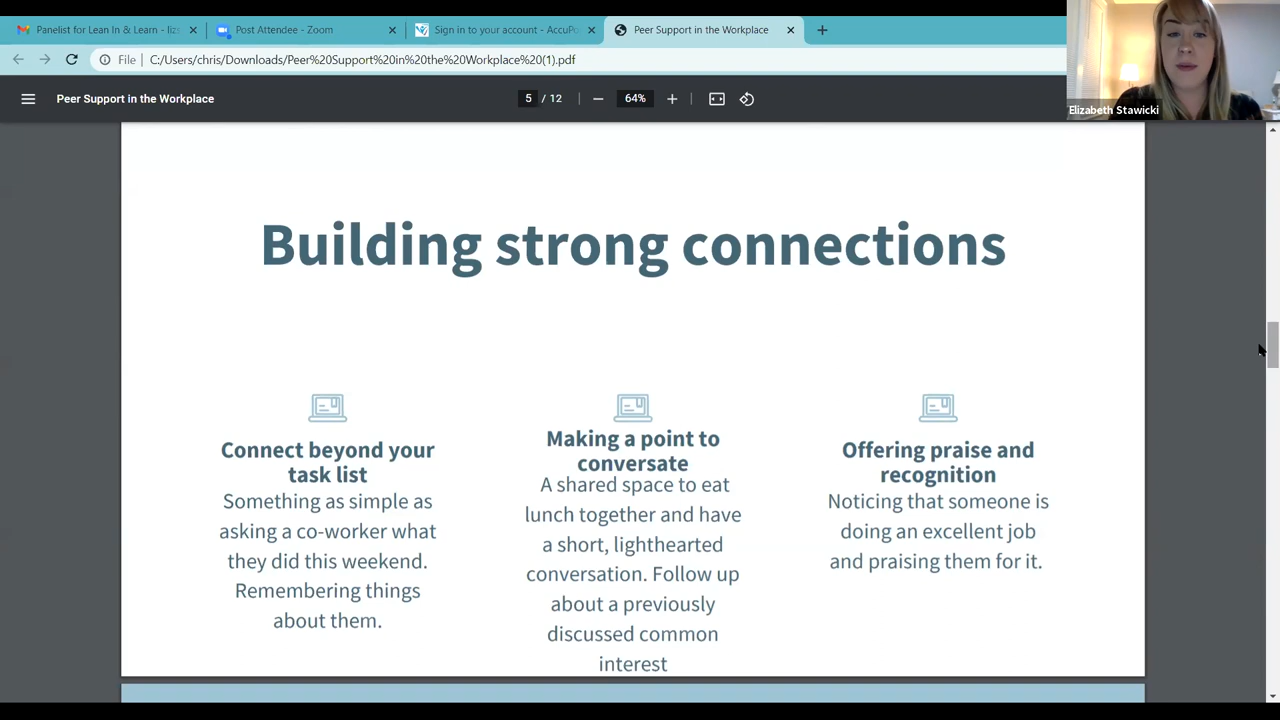 Panelist for Lean In & Learn - liz
Post Attendee - Zoom
Sign in to your account - AccuPo
Peer Support in the Workplace
File
C:/Users/chris/Downloads/Peer%20Support%20in%20the%20Workplace%20(1).pdf
Peer Support in the Workplace
5 / 12
64%
Elizabeth Stawicki
Building strong connections
Connect beyond your
task list
Something as simple as
asking a co-worker what
they did this weekend.
Remembering things
about them.
Making a point to
conversate
A shared space to eat
lunch together and have
a short, lighthearted
conversation. Follow up
about a previously
discussed common
interest
Offering praise and
recognition
Noticing that someone is
doing an excellent job
and praising them for it.